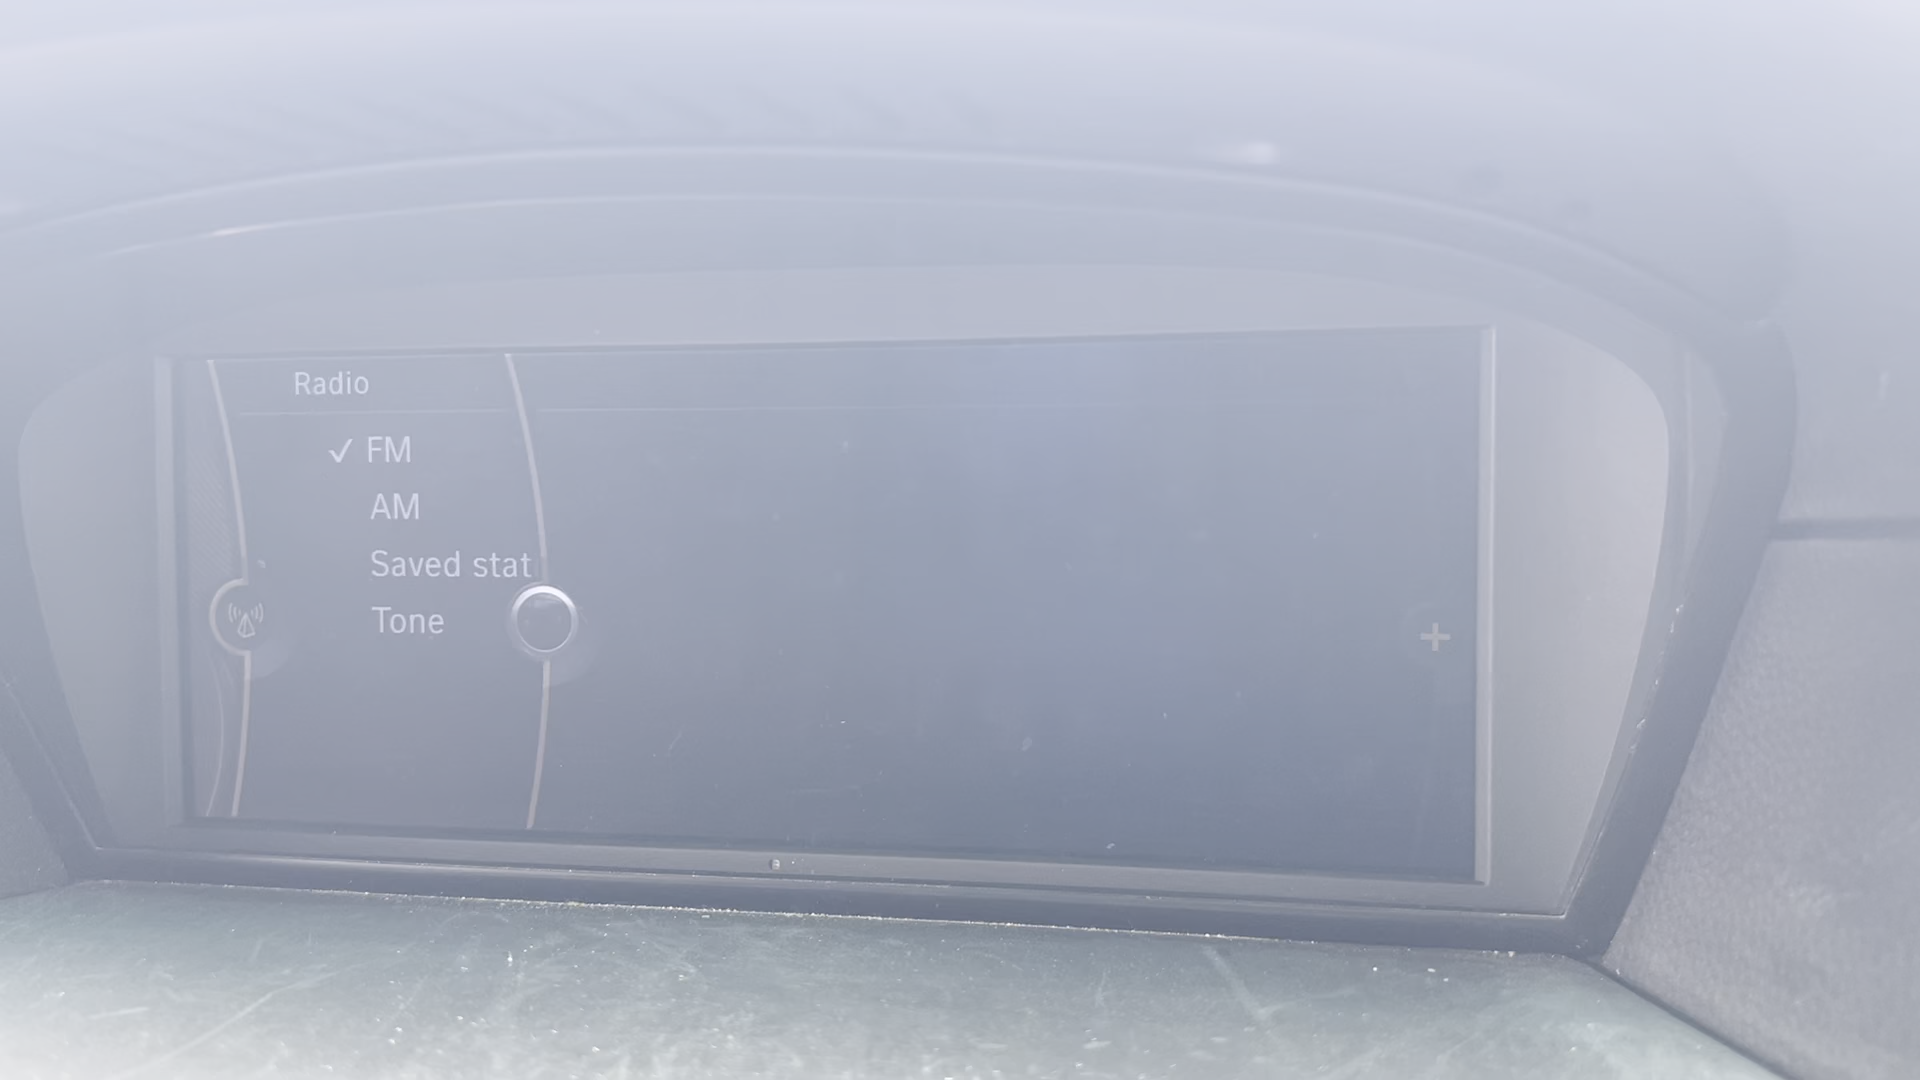 Radio
✓ FM
AM
Saved stat
Tone
+